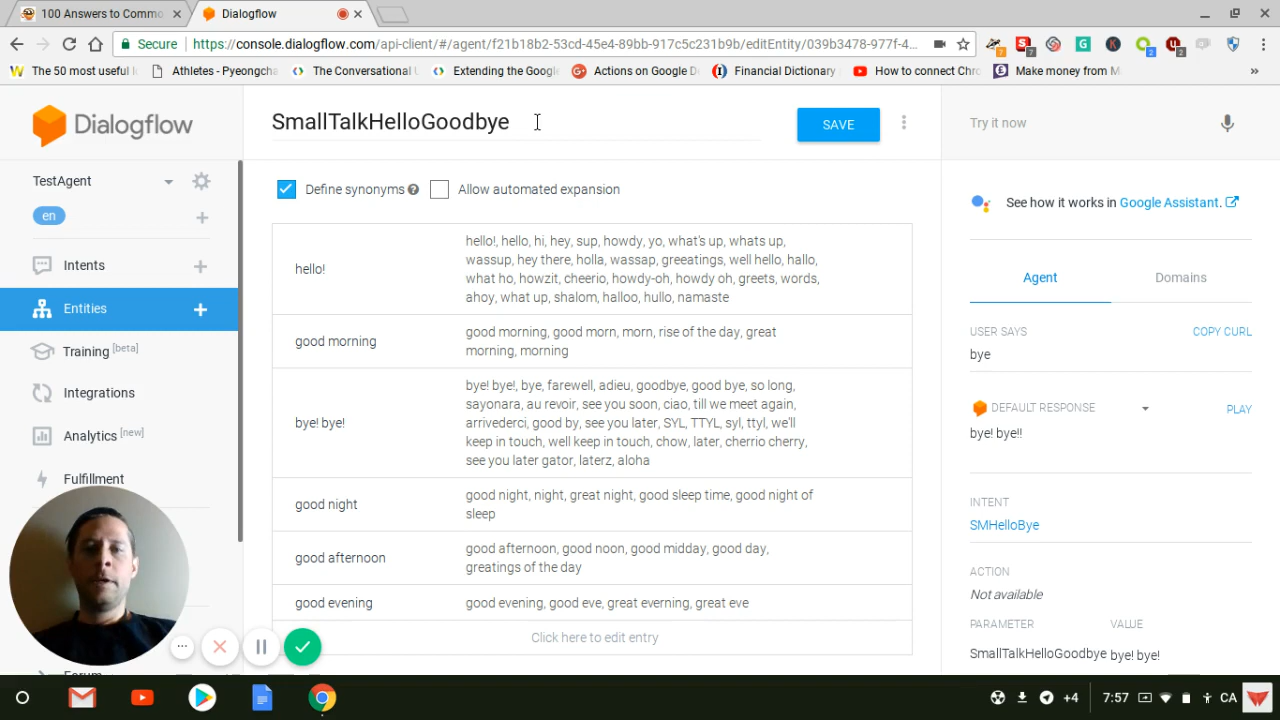 100 Answers to Commo
Dialogflow
Secure
https://console.dialogflow.com/api-client/#/agent/f21b18b2-53cd-45e4-89bb-917c5c231b9b/editEntity/039b3478-977f-4...
The 50 most useful i
Athletes - Pyeongcha
The Conversational U
Extending the Googl
Actions on Google D
Financial Dictionary
How to connect Chro
Make money from M
»
Dialogflow
SmallTalkHelloGoodbye
SAVE
Try it now
TestAgent
en
Define synonyms
Allow automated expansion
See how it works in Google Assistant.
Intents
Entities
Training [beta]
Integrations
Analytics [new]
Fulfillment
Forum
hello!
hello!, hello, hi, hey, sup, howdy, yo, what's up, whats up,
wassup, hey there, holla, wassap, greeatings, well hello, hallo,
what ho, howzit, cheerio, howdy-oh, howdy oh, greets, words,
ahoy, what up, shalom, halloo, hullo, namaste
good morning
good morning, good morn, morn, rise of the day, great
morning, morning
bye! bye!
bye! bye!, bye, farewell, adieu, goodbye, good bye, so long,
sayonara, au revoir, see you soon, ciao, till we meet again,
arrivederci, good by, see you later, SYL, TTYL, syl, ttyl, we'll
keep in touch, well keep in touch, chow, later, cherrio cherry,
see you later gator, laterz, aloha
good night
good night, night, great night, good sleep time, good night of
sleep
good afternoon
good afternoon, good noon, good midday, good day,
greatings of the day
good evening
good evening, good eve, great everning, great eve
Click here to edit entry
Agent
Domains
USER SAYS
COPY CURL
bye
DEFAULT RESPONSE
PLAY
bye! bye!!
INTENT
SMHelloBye
ACTION
Not available
PARAMETER
VALUE
SmallTalkHelloGoodbye
bye! bye!
+4
7:57
CA